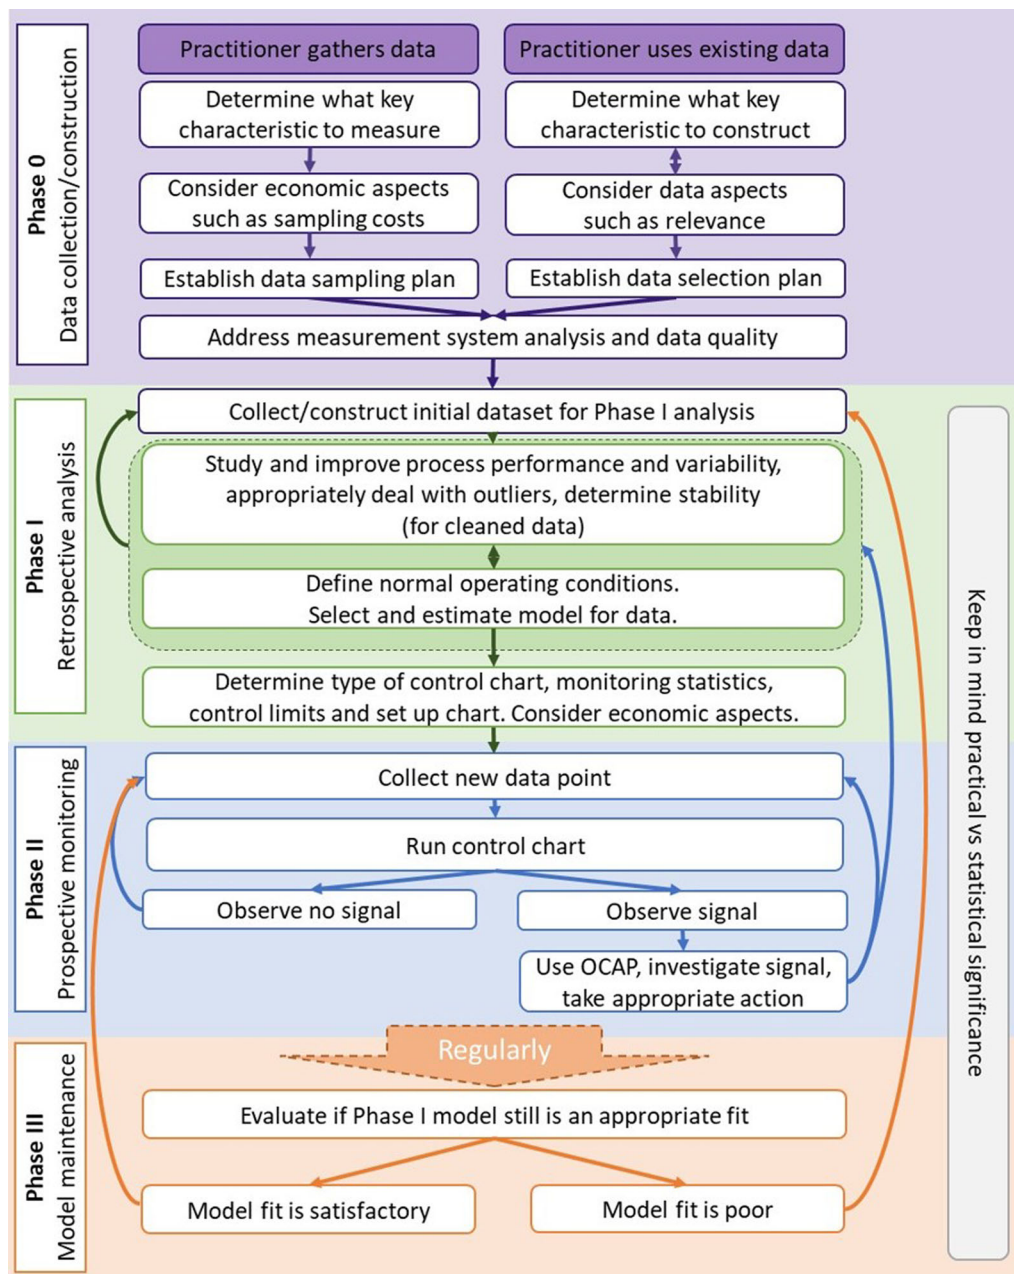 Phase 0
Data collection/construction
Practitioner gathers data
Practitioner uses existing data
Determine what key
characteristic to measure
Determine what key
characteristic to construct
Consider economic aspects
such as sampling costs
Consider data aspects
such as relevance
Establish data sampling plan
Establish data selection plan
Address measurement system analysis and data quality
Phase I
Retrospective analysis
Collect/construct initial dataset for Phase I analysis
Study and improve process performance and variability,
appropriately deal with outliers, determine stability
(for cleaned data)
Define normal operating conditions.
Select and estimate model for data.
Determine type of control chart, monitoring statistics,
control limits and set up chart. Consider economic aspects.
Phase II
Prospective monitoring
Collect new data point
Run control chart
Observe no signal
Observe signal
Use OCAP, investigate signal,
take appropriate action
Phase III
Model maintenance
Regularly
Evaluate if Phase I model still is an appropriate fit
Model fit is satisfactory
Model fit is poor
Keep in mind practical vs statistical significance